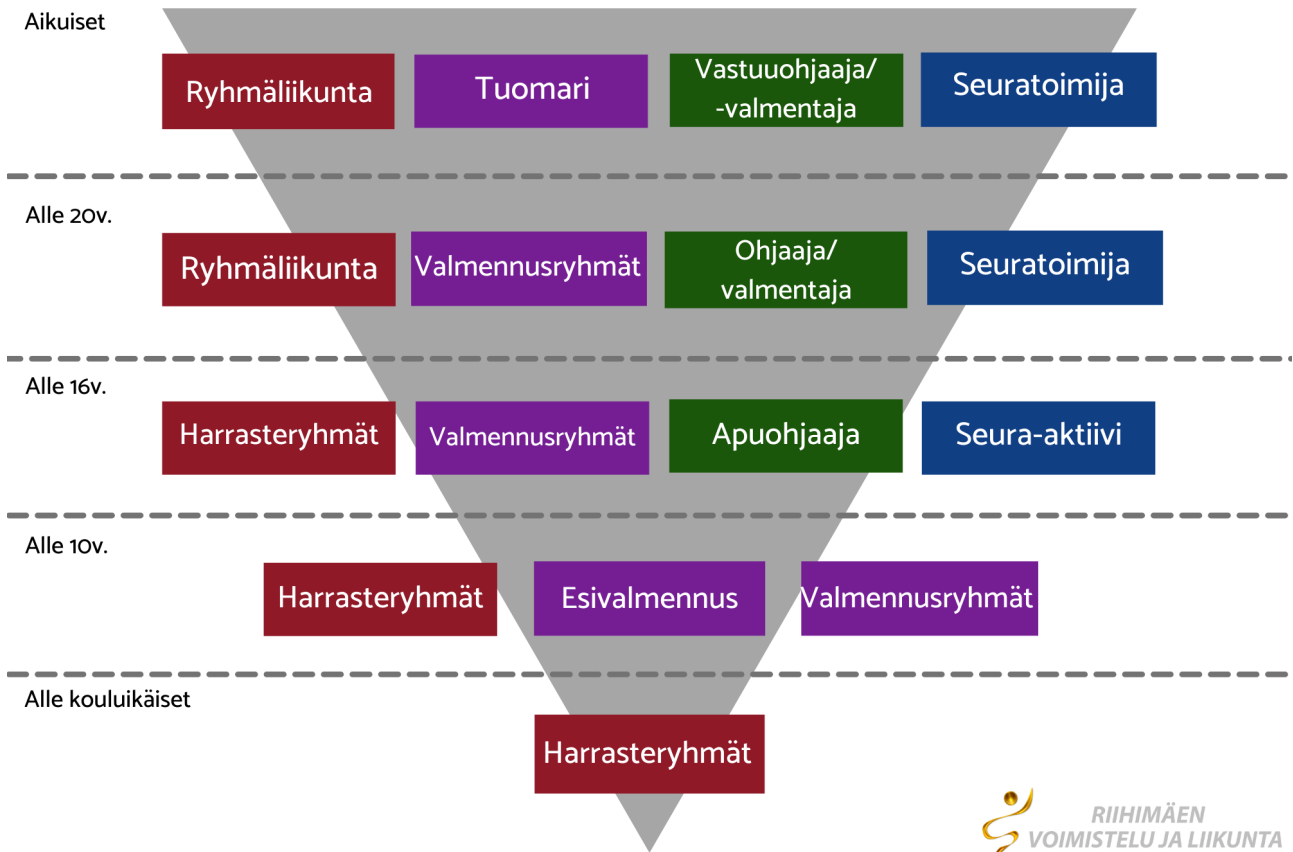 Aikuiset
Ryhmäliikunta
Tuomari
Vastuuohjaaja/
-valmentaja
Seuratoimija
Alle 20v.
Ryhmäliikunta
Valmennusryhmät
Ohjaaja/
valmentaja
Seuratoimija
Alle 16v.
Harrasteryhmät
Valmennusryhmät
Apuohjaaja
Seura-aktiivi
Alle 10v.
Harrasteryhmät
Esivalmennus
Valmennusryhmät
Alle kouluikäiset
Harrasteryhmät
RIIHIMÄEN
VOIMISTELU JA LIIKUNTA